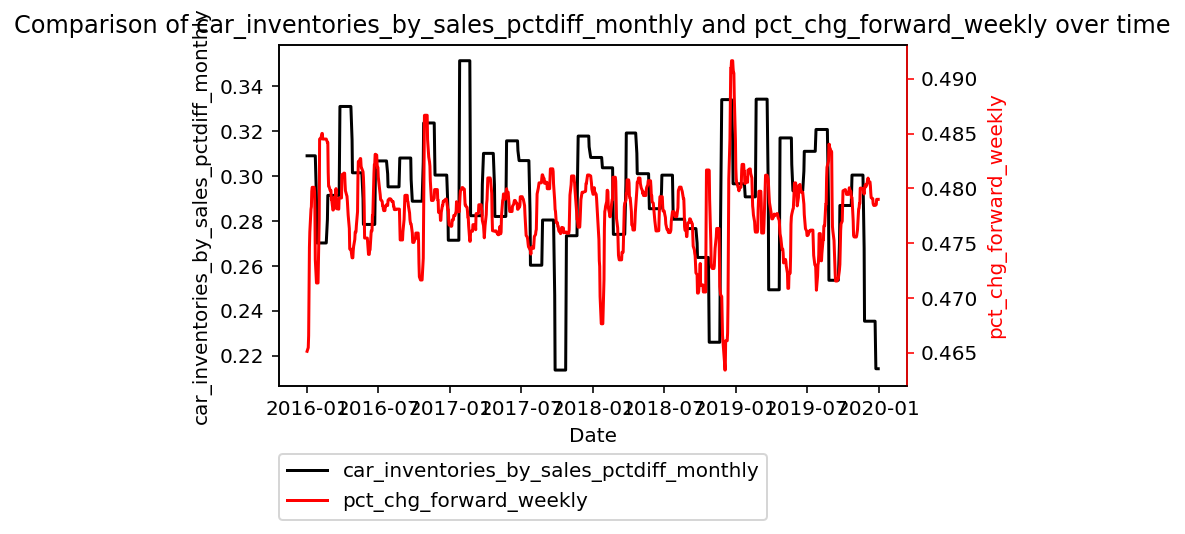 Comparison of car_inventories_by_sales_pctdiff_monthly and pct_chg_forward_weekly over time
car_inventories_by_sales_pctdiff_monthly
0.34
0.32
0.30
0.28
0.26
0.24
0.22
0.490
0.485
0.480
0.475
0.470
0.465
pct_chg_forward_weekly
2016-01 2016-07 2017-01 2017-07 2018-01 2018-07 2019-01 2019-07 2020-01
Date
car_inventories_by_sales_pctdiff_monthly
pct_chg_forward_weekly